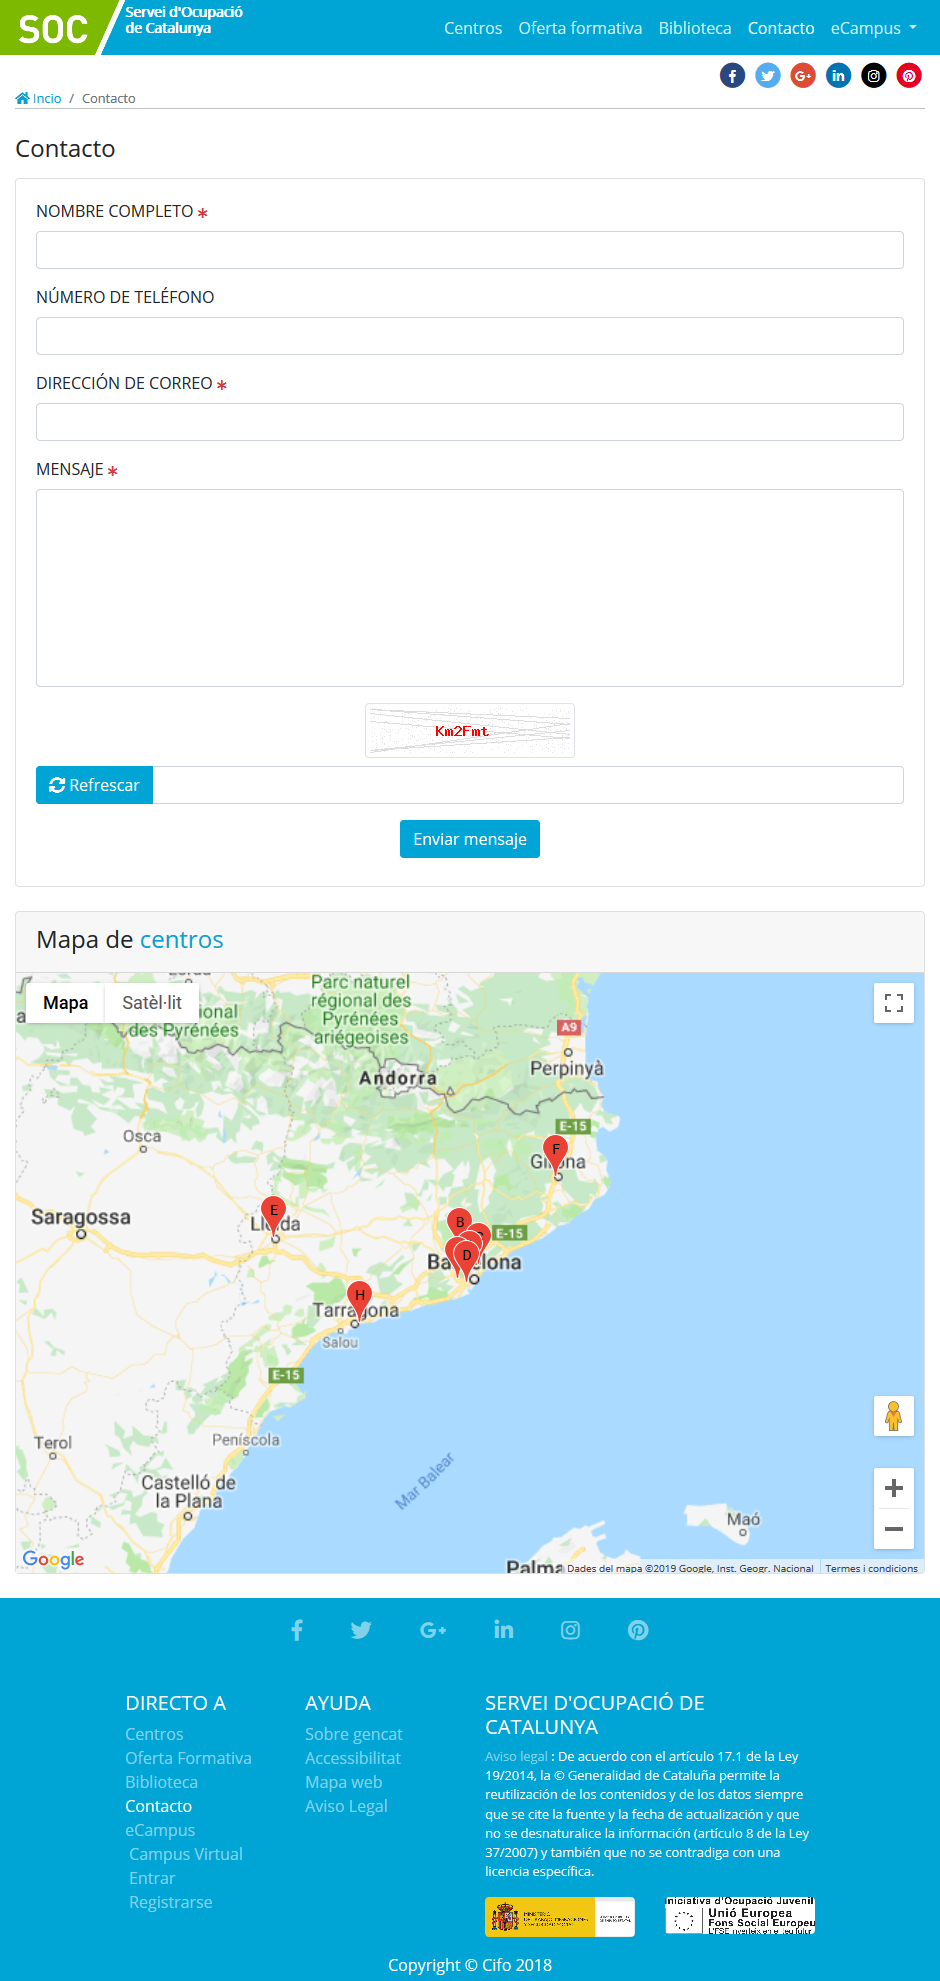 SOC
Servei d'Ocupació
de Catalunya
Centros Oferta formativa Biblioteca Contacto eCampus
Incio / Contacto
Contacto
NOMBRE COMPLETO *
NÚMERO DE TELÉFONO
DIRECCIÓN DE CORREO *
MENSAJE *
Km2Fmt
Refrescar
Enviar mensaje
Mapa de centros
Mapa Satèl·lit
Parc naturel
régional des
Pyrénées
ariégeoises
des Pyrénées
A9
Perpinyà
Andorra
E-15
Osca
F
Girona
E
Lleida
Saragossa
B
E-15
D
Barcelona
H
Tarragona
Salou
E-15
Terol
Peníscola
Castelló de
la Plana
Mar Balear
Maó
Palma
Google
Dades del mapa ©2019 Google, Inst. Geogr. Nacional Termes i condicions
DIRECTO A
Centros
Oferta Formativa
Biblioteca
Contacto
eCampus
Campus Virtual
Entrar
Registrarse
AYUDA
Sobre gencat
Accessibilitat
Mapa web
Aviso Legal
SERVEI D'OCUPACIÓ DE
CATALUNYA
Aviso legal : De acuerdo con el artículo 17.1 de la Ley
19/2014, la © Generalidad de Cataluña permite la
reutilización de los contenidos y de los datos siempre
que se cite la fuente y la fecha de actualización y que
no se desnaturalice la información (artículo 8 de la Ley
37/2007) y también que no se contradiga con una
licencia específica.
Iniciativa d'Ocupació Juvenil
Unió Europea
Fons Social Europeu
L'FSE inverteix en el teu futur
Copyright © Cifo 2018